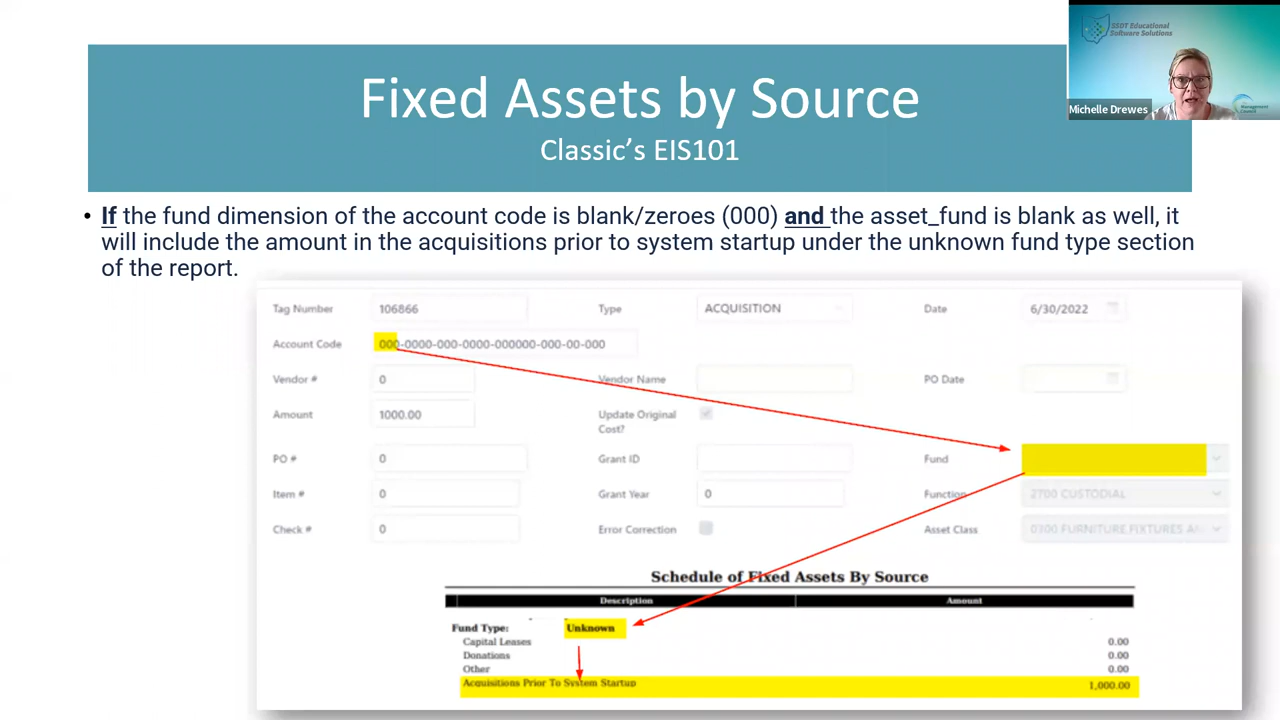 SSDT Educational
Software Solutions
Management
Council
Michelle Drewes
Fixed Assets by Source
Classic's EIS101
• If the fund dimension of the account code is blank/zeroes (000) and the asset_fund is blank as well, it
will include the amount in the acquisitions prior to system startup under the unknown fund type section
of the report.
Tag Number 106866 Type ACQUISITION Date 6/30/2022
Account Code 000-0000-000-0000-000000-000-00-000
Vendor # 0 Vendor Name PO Date
Amount 1000.00 Update Original
Cost?
PO # 0 Grant ID Fund
Item # 0 Grant Year 0 Function 2700 CUSTODIAL
Check # 0 Error Correction Asset Class 0300 FURNITURE FIXTURES AN
Schedule of Fixed Assets By Source
Description Amount
Fund Type: Unknown
Capital Leases 0.00
Donations 0.00
Other 0.00
Acquisitions Prior To System Startup 1,000.00